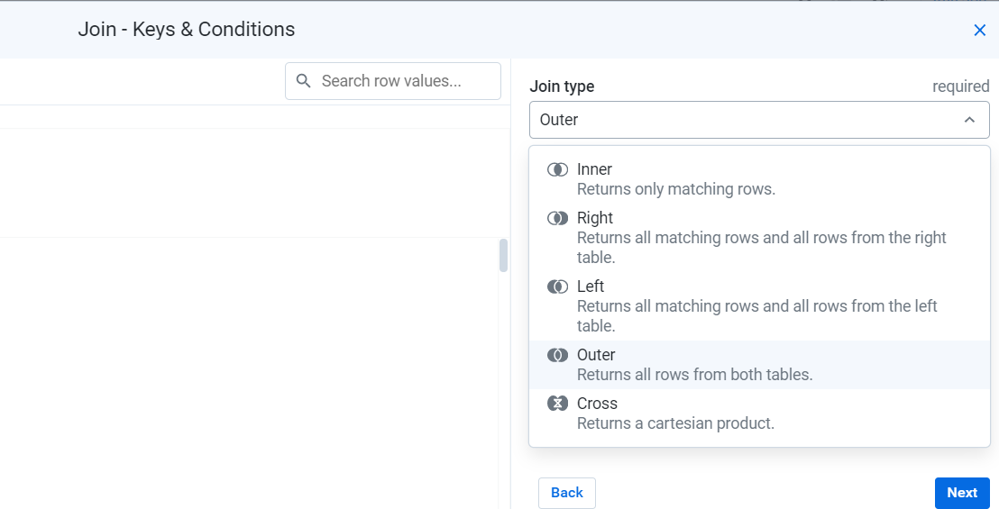 Join - Keys & Conditions
Search row values...
Join type
required
Outer
Inner
Returns only matching rows.
Right
Returns all matching rows and all rows from the right
table.
Left
Returns all matching rows and all rows from the left
table.
Outer
Returns all rows from both tables.
Cross
Returns a cartesian product.
Back
Next